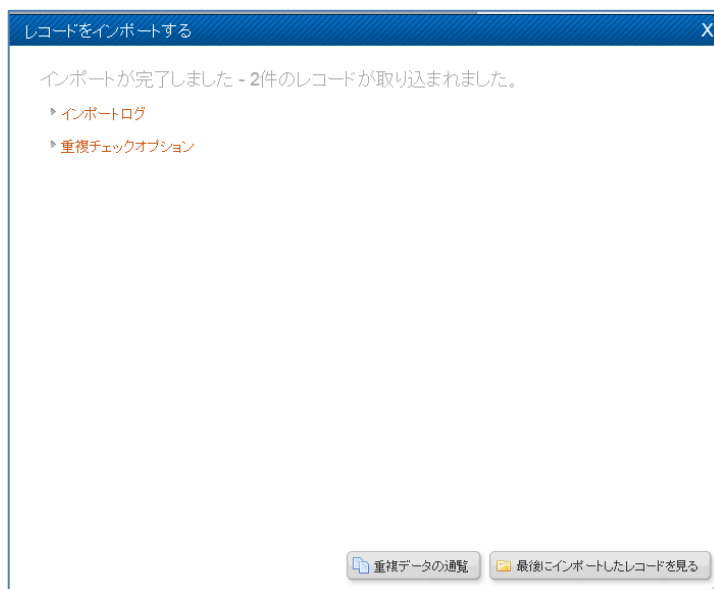 レコードをインポートする X
インポートが完了しました - 2件のレコードが取り込まれました。
インポートログ
重複チェックオプション
重複データの通覧 最後にインポートしたレコードを見る